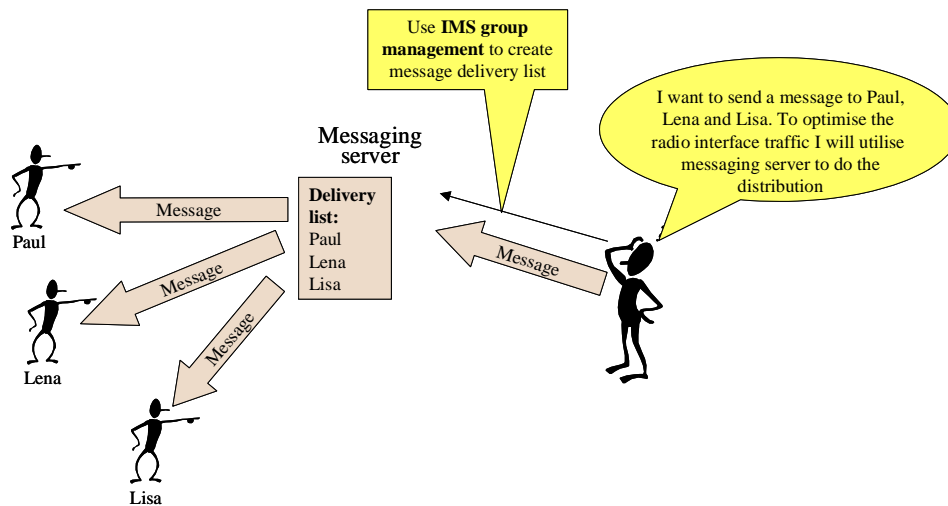 Use IMS group
management to create
message delivery list
I want to send a message to Paul,
Lena and Lisa. To optimise the
radio interface traffic I will utilise
messaging server to do the
distribution
Messaging
server
Delivery
list:
Paul
Lena
Lisa
Message
Paul
Message
Message
Lena
Message
Lisa